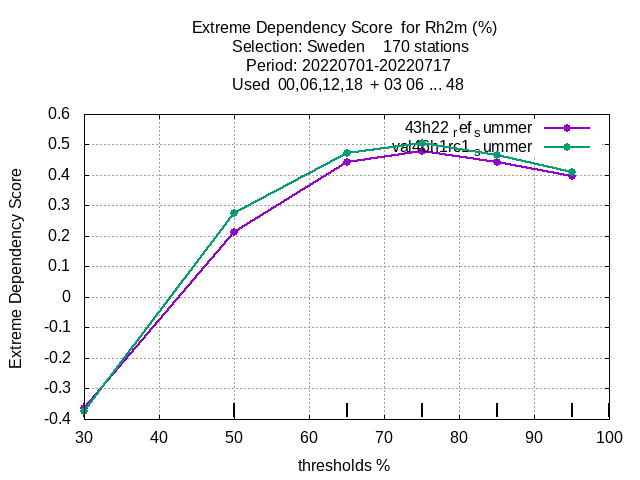 Extreme Dependency Score for Rh2m (%)
Selection: Sweden 170 stations
Period: 20220701-20220717
Used 00,06,12,18 + 03 06 ... 48
43h22 ref summer
summer
Extreme Dependency Score
0.6
0.5
0.4
0.3
0.2
0.1
0
-0.1
-0.2
-0.3
-0.4
30 40 50 60 70 80 90 100
thresholds %